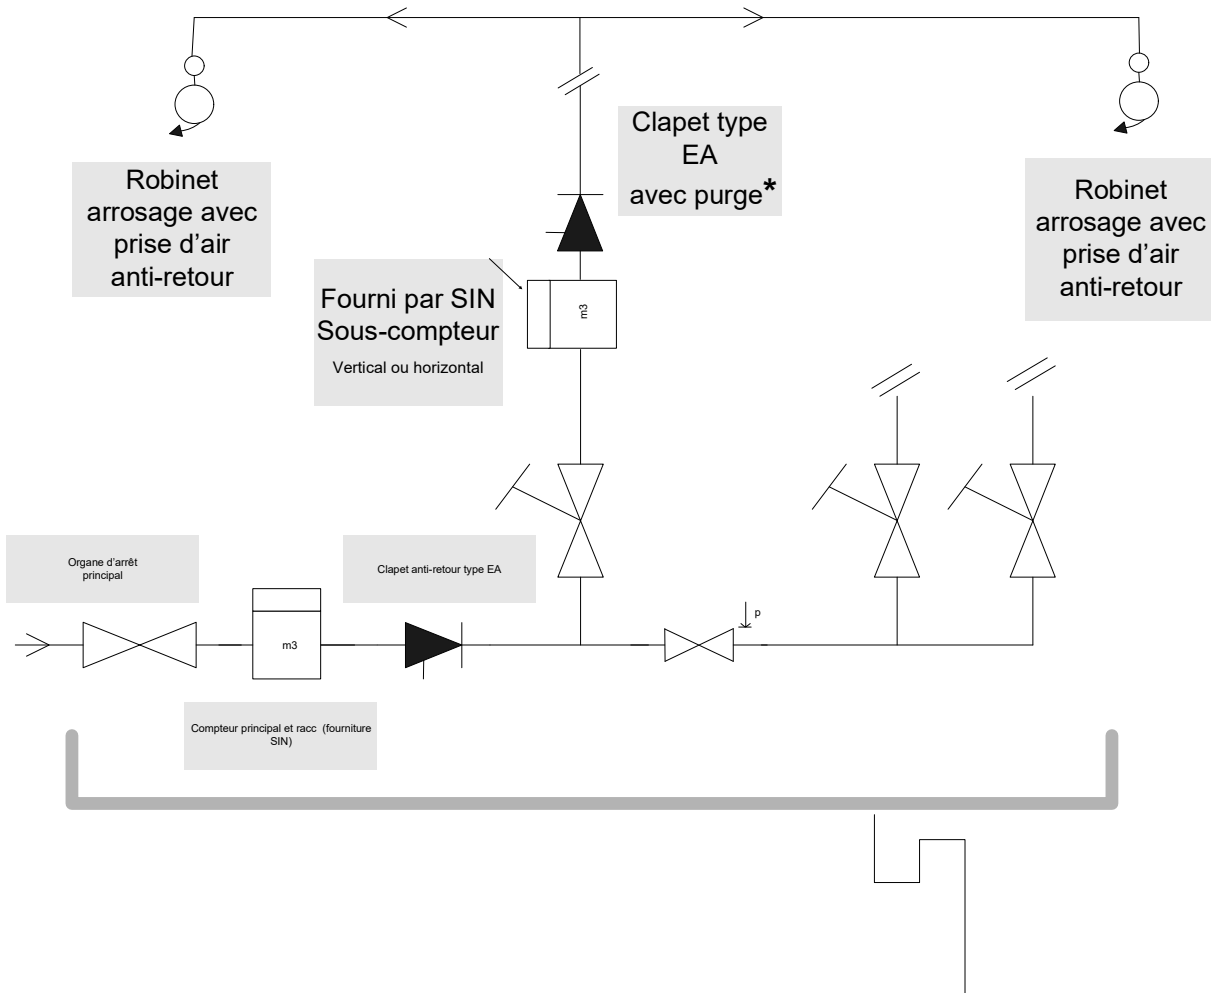 Clapet type
EA
avec purge*
Robinet
arrosage avec
prise d'air
anti-retour
Robinet
arrosage avec
prise d'air
anti-retour
Fourni par SIN
Sous-compteur
Vertical ou horizontal
m3
Organe d'arrêt
principal
Clapet anti-retour type EA
p
m3
Compteur principal et racc (fourniture
SIN)